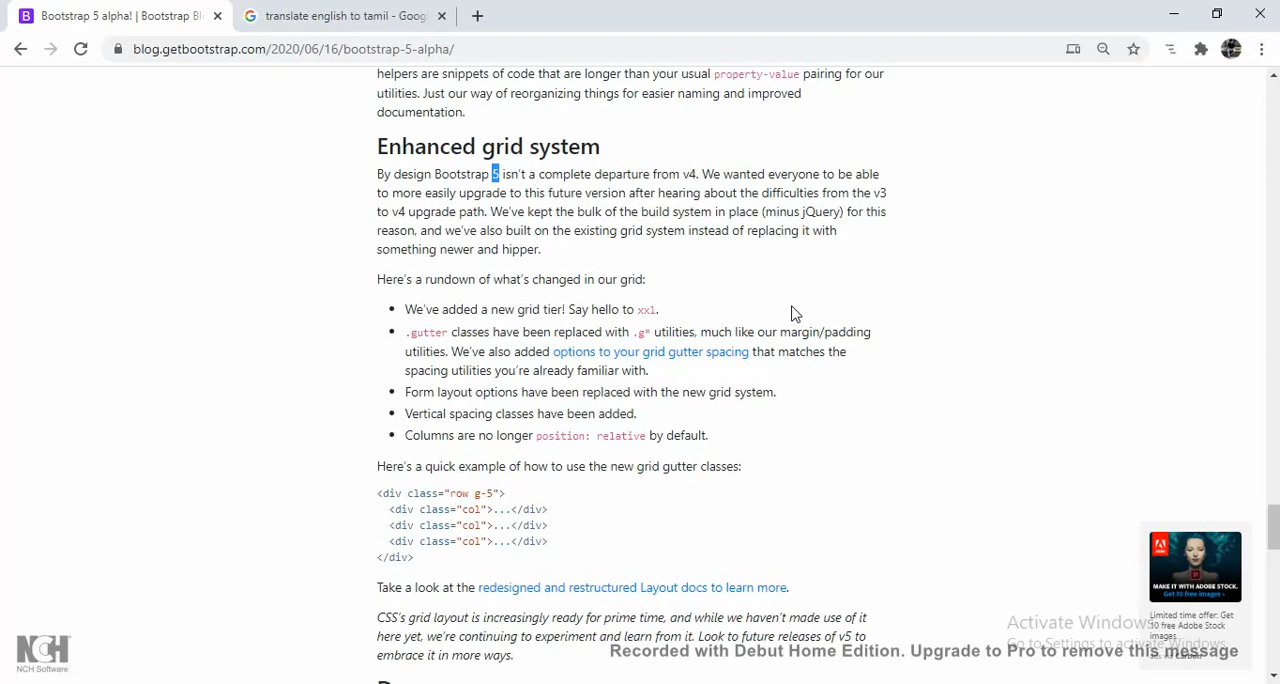 Bootstrap 5 alpha! | Bootstrap Bl
translate english to tamil - Goog
blog.getbootstrap.com/2020/06/16/bootstrap-5-alpha/
helpers are snippets of code that are longer than your usual property-value pairing for our
utilities. Just our way of reorganizing things for easier naming and improved
documentation.
Enhanced grid system
By design Bootstrap 5 isn't a complete departure from v4. We wanted everyone to be able
to more easily upgrade to this future version after hearing about the difficulties from the v3
to v4 upgrade path. We've kept the bulk of the build system in place (minus jQuery) for this
reason, and we've also built on the existing grid system instead of replacing it with
something newer and hipper.
Here's a rundown of what's changed in our grid:
• We've added a new grid tier! Say hello to xxl.
• .gutter classes have been replaced with .g* utilities, much like our margin/padding
utilities. We've also added options to your grid gutter spacing that matches the
spacing utilities you're already familiar with.
• Form layout options have been replaced with the new grid system.
• Vertical spacing classes have been added.
• Columns are no longer position: relative by default.
Here's a quick example of how to use the new grid gutter classes:
<div class="row g-5">
<div class="col">...</div>
<div class="col">...</div>
<div class="col">...</div>
</div>
Take a look at the redesigned and restructured Layout docs to learn more.
CSS's grid layout is increasingly ready for prime time, and while we haven't made use of it
here yet, we're continuing to experiment and learn from it. Look to future releases of v5 to
embrace it in more ways.
MAKE IT WITH ADOBE STOCK.
Get 10 free images ›
Limited time offer: Get
10 free Adobe Stock
images.
Activate Windows
Go to Settings to activate Windows.
NCH
NCH Software
Recorded with Debut Home Edition. Upgrade to Pro to remove this message